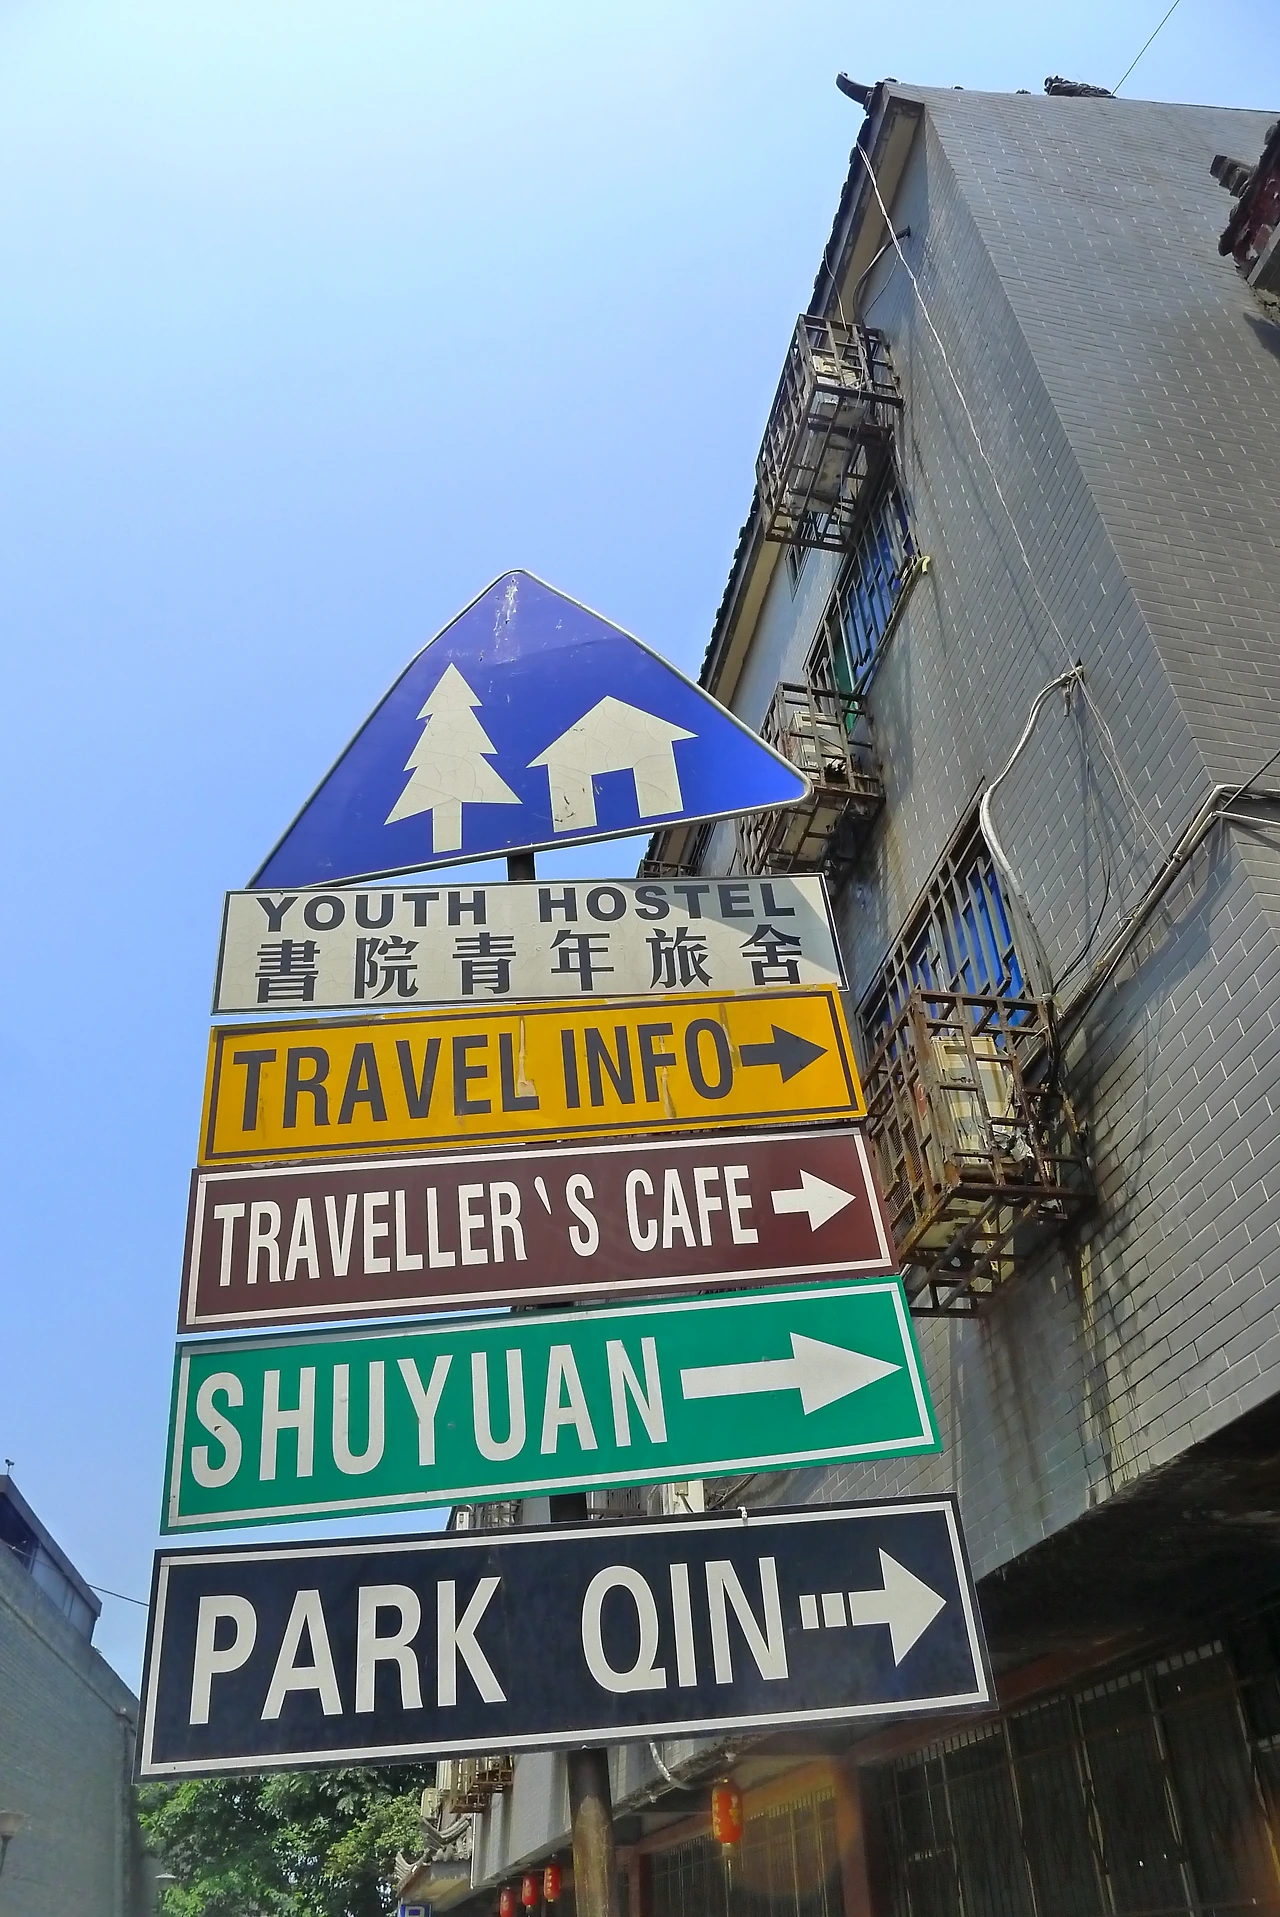 YOUTH HOSTEL
書院青年旅舍
TRAVEL INFO
TRAVELLER`S CAFE
SHUYUAN
PARK QIN